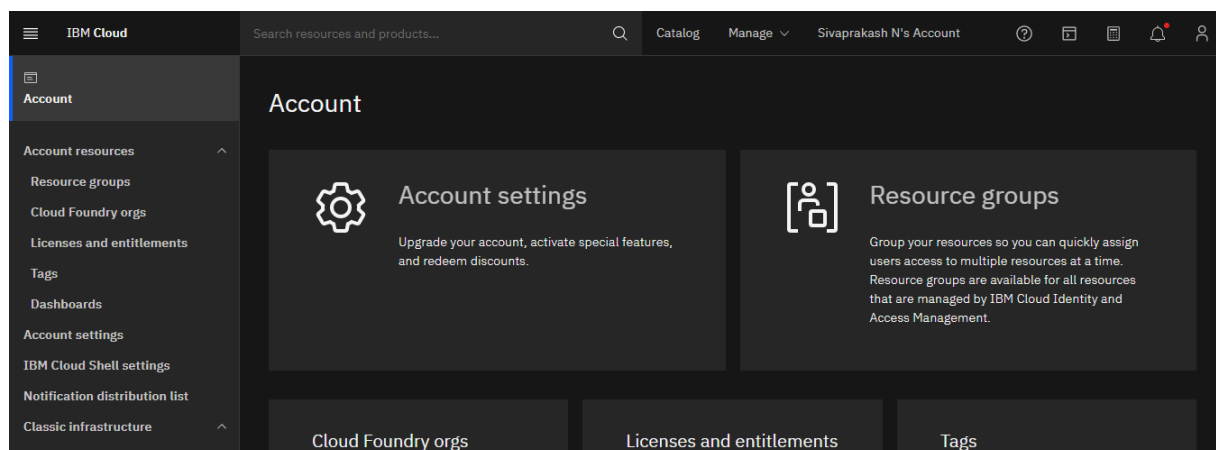 IBM Cloud
Search resources and products...
Catalog
Manage
Sivaprakash N's Account
Account
Account resources
Resource groups
Cloud Foundry orgs
Licenses and entitlements
Tags
Dashboards
Account settings
IBM Cloud Shell settings
Notification distribution list
Classic infrastructure
Account
Account settings
Upgrade your account, activate special features,
and redeem discounts.
Resource groups
Group your resources so you can quickly assign
users access to multiple resources at a time.
Resource groups are available for all resources
that are managed by IBM Cloud Identity and
Access Management.
Cloud Foundry orgs
Licenses and entitlements
Tags